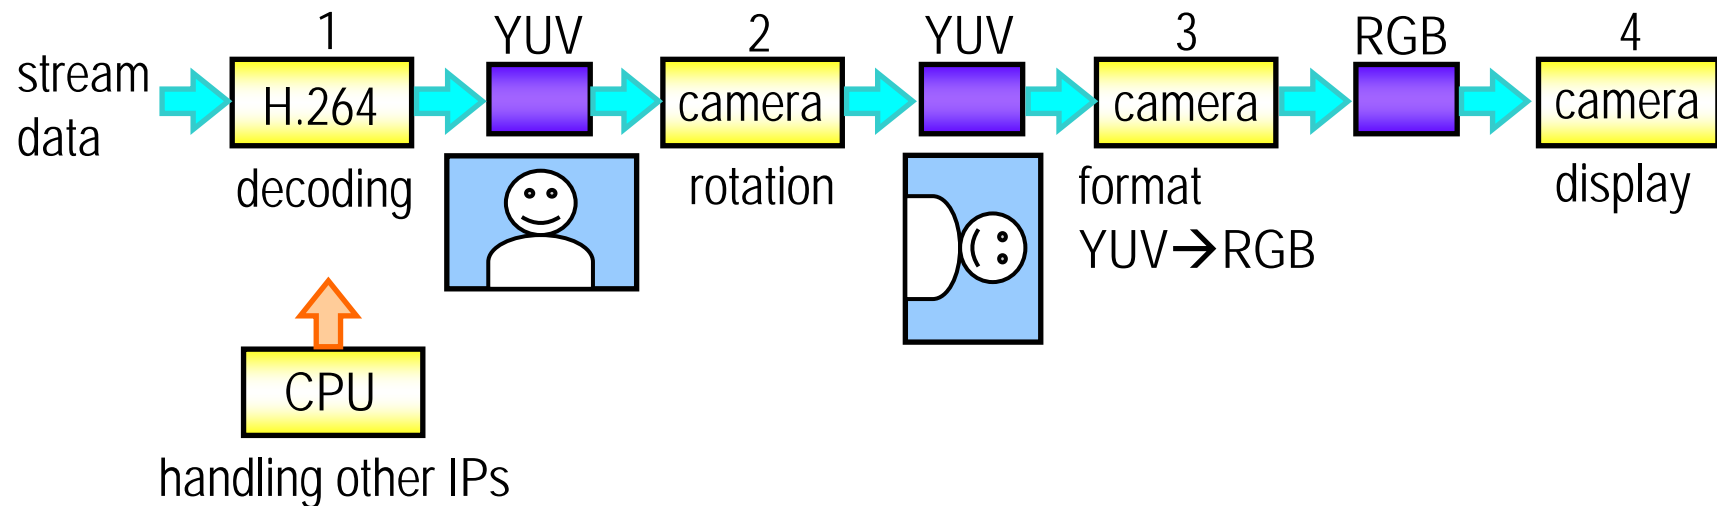 1 YUV 2 YUV 3 RGB 4
stream
data
H.264 camera camera camera
decoding rotation format display
YUV→RGB
CPU
handling other IPs